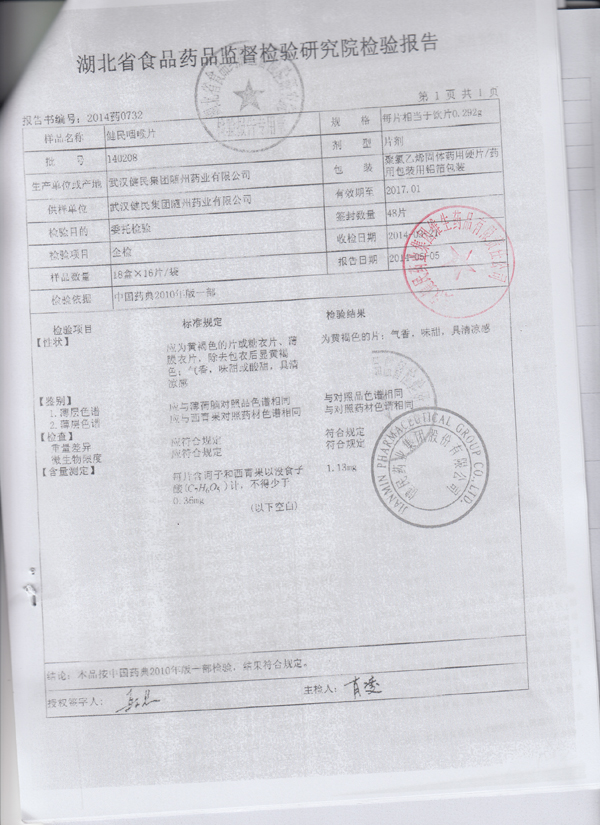 湖北省食品药品监督检验研究院检验报告
第 1 页 共 1 页
报告书编号：2014药0732
样品名称 健民咽喉片 规 格 每片相当于饮片0.292g
批 号 140208 剂 型 片剂
生产单位或产地 武汉健民集团随州药业有限公司 包 装 聚氯乙烯固体药用硬片/药用包装用铝箔包装
供样单位 武汉健民集团随州药业有限公司 有效期至 2017.01
检验目的 委托检验 签封数量 48片
检验项目 全检 收检日期 2014-
样品数量 18盒×16片/袋 报告日期 05
检验依据 中国药典2010年版一部
检验项目 标准规定 检验结果
【性状】 应为黄褐色的片或糖衣片、薄 为黄褐色的片；气香，味甜，具清凉感
膜衣片，除去包衣后显黄褐
色；气香，味甜或酸甜，具清
凉感
【鉴别】
1.薄层色谱 应与薄荷脑对照品色谱相同 与对照品色谱相同
2.薄层色谱 应与西青果对照药材色谱相同 与对照药材色谱相同
【检查】
重量差异 应符合规定 符合规定
微生物限度 应符合规定 符合规定
【含量测定】 每片含诃子和西青果以没食子 1.13mg
酸(C₇H₆O₅)计，不得少于
0.36mg
(以下空白)
JIANMIN PHARMACEUTICAL GROUP CO.,LTD.
健民药业集团股份有限公司
结论：本品按中国药典2010年版一部检验，结果符合规定。
授权签字人： 主检人：